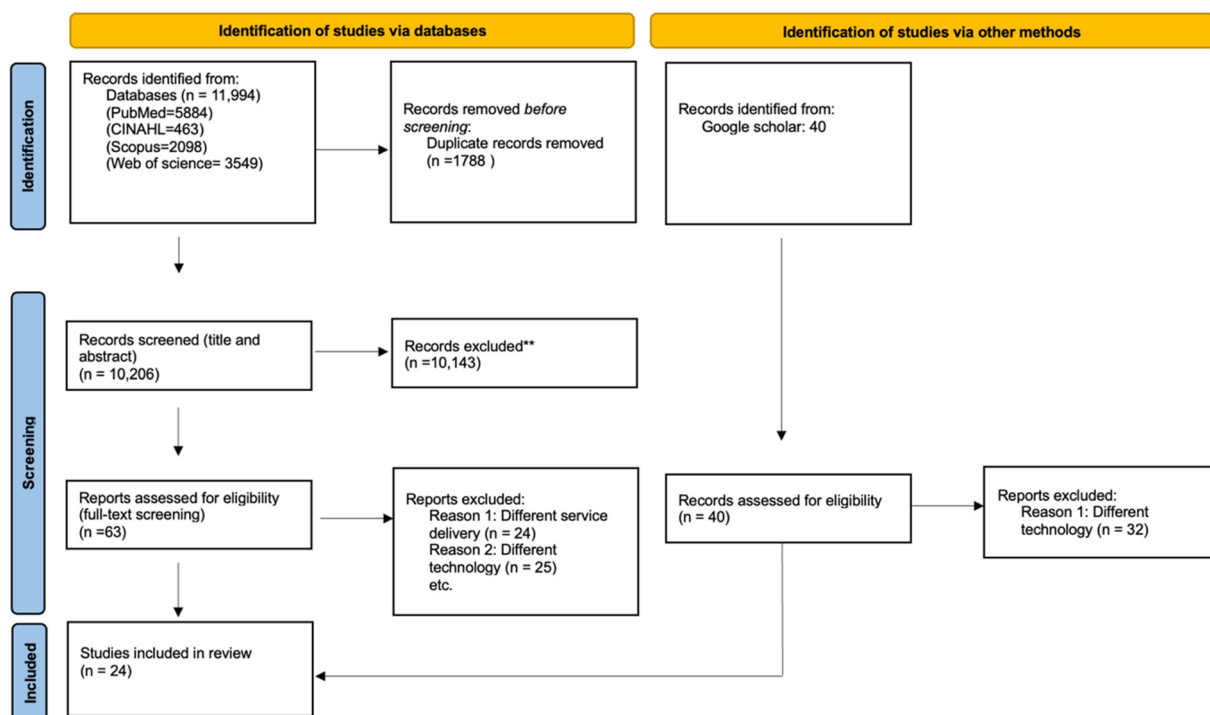 Identification of studies via databases
Identification of studies via other methods
Identification
Records identified from:
Databases (n = 11,994)
(PubMed=5884)
(CINAHL=463)
(Scopus=2098)
(Web of science= 3549)
Records removed before
screening:
Duplicate records removed
(n =1788 )
Records identified from:
Google scholar: 40
Screening
Records screened (title and
abstract)
(n = 10,206)
Records excluded**
(n =10,143)
Reports assessed for eligibility
(full-text screening)
(n =63)
Reports excluded:
Reason 1: Different service
delivery (n = 24)
Reason 2: Different
technology (n = 25)
etc.
Records assessed for eligibility
(n = 40)
Reports excluded:
Reason 1: Different
technology (n = 32)
Included
Studies included in review
(n = 24)